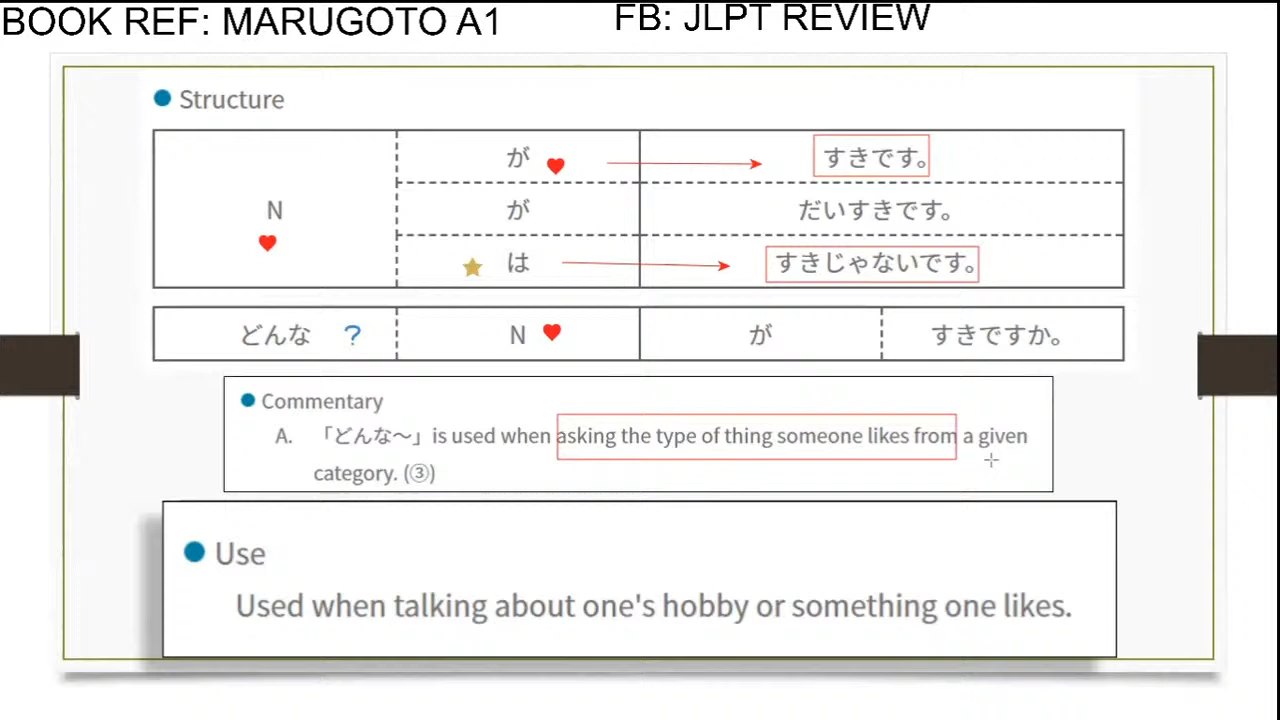 BOOK REF: MARUGOTO A1
FB: JLPT REVIEW
Structure
N
が すきです。
が だいすきです。
は すきじゃないです。
どんな ? N が すきですか。
Commentary
A. 「どんな～」is used when asking the type of thing someone likes from a given
category. (③)
Use
Used when talking about one's hobby or something one likes.